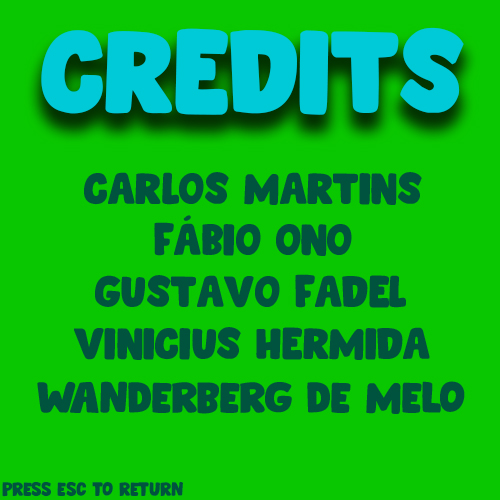 CREDITS
CARLOS MARTINS
FÁBIO ONO
GUSTAVO FADEL
VINICIUS HERMIDA
WANDERBERG DE MELO
PRESS ESC TO RETURN